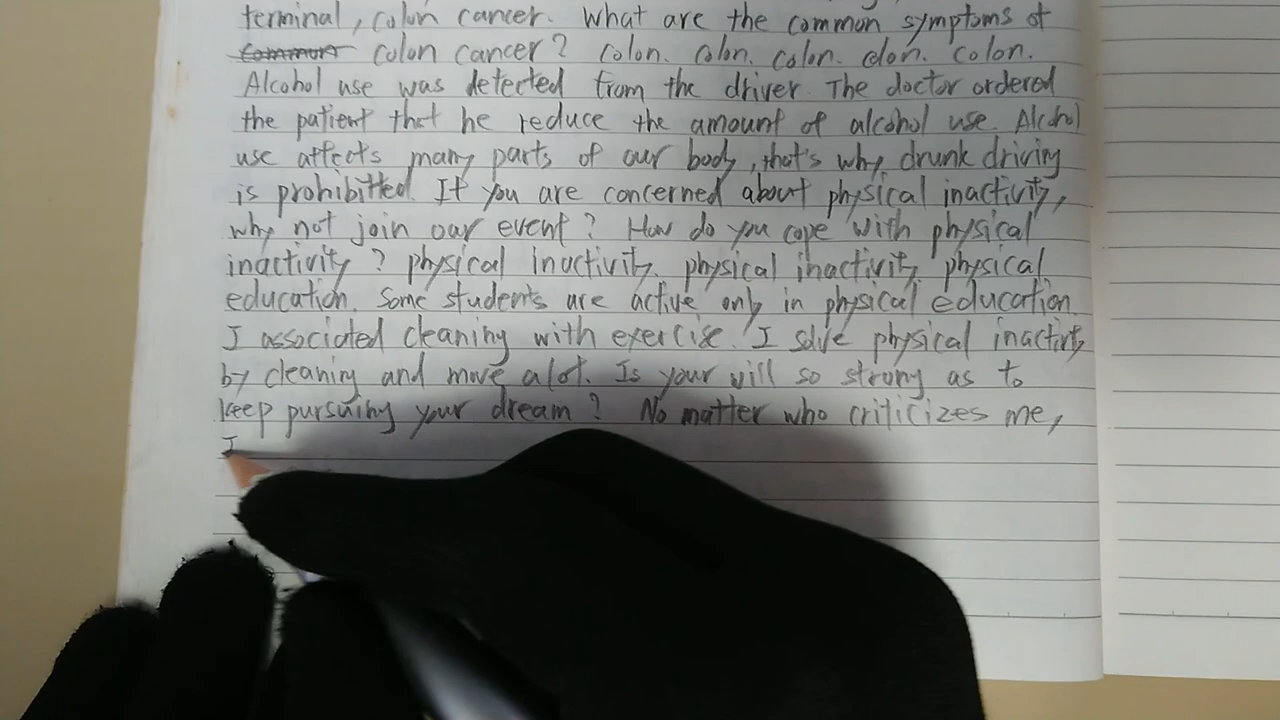 terminal, colon cancer. What are the common symptoms of
common colon cancer? colon. colon. colon. colon. colon.
Alcohol use was detected from the driver. The doctor ordered
the patient that he reduce the amount of alcohol use. Alcohol
use affects many parts of our body, that's why drunk driving
is prohibitted. If you are concerned about physical inactivity,
why not join our event? How do you cope with physical
inactivity? physical inactivity. physical inactivity physical
education. Some students are active only in physical education.
I associated cleaning with exercise. I solve physical inactivity
by cleaning and move alot. Is your will so strong as to
keep pursuing your dream? No matter who criticizes me,
I